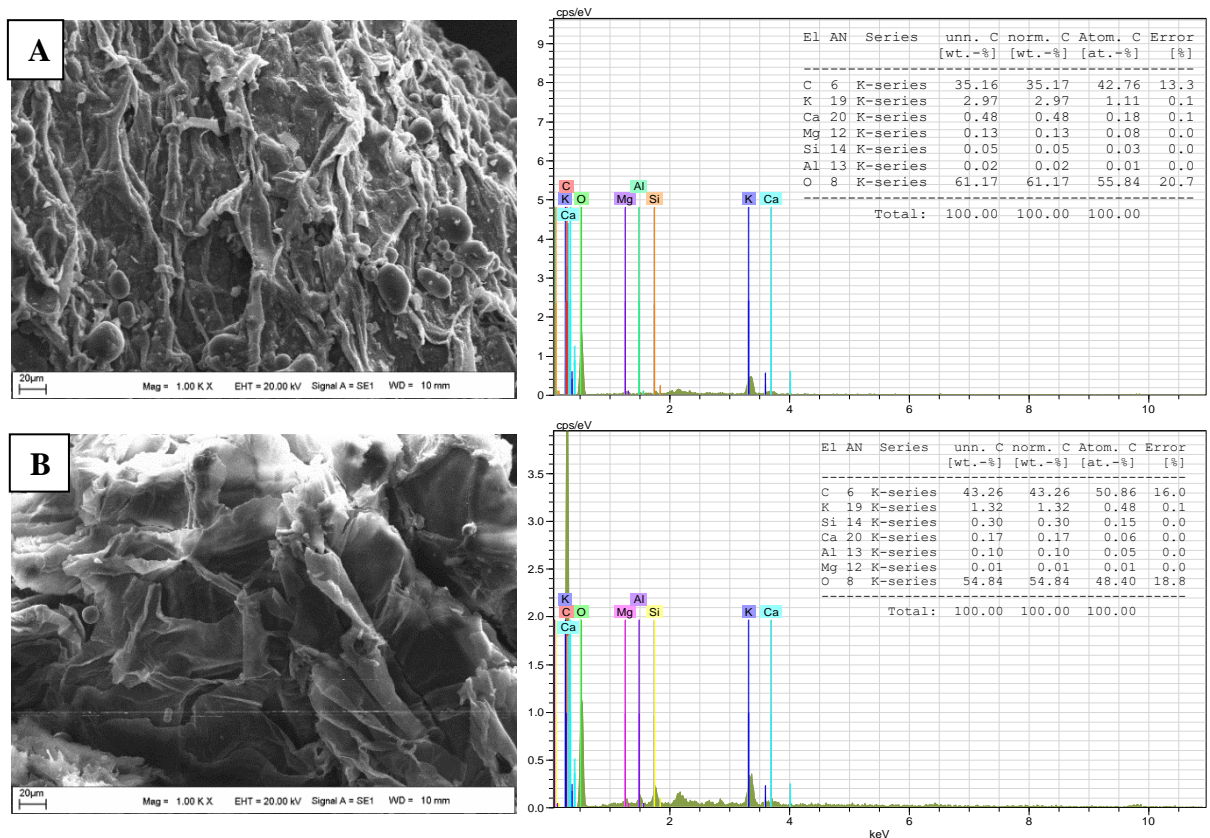 A
20µm
Mag = 1.00 K X EHT = 20.00 kV Signal A = SE1 WD = 10 mm
cps/eV
El AN Series unn. C norm. C Atom. C Error
[wt.-%] [wt.-%] [at.-%] [%]
C 6 K-series 35.16 35.17 42.76 13.3
K 19 K-series 2.97 2.97 1.11 0.1
Ca 20 K-series 0.48 0.48 0.18 0.1
Mg 12 K-series 0.13 0.13 0.08 0.0
Si 14 K-series 0.05 0.05 0.03 0.0
Al 13 K-series 0.02 0.02 0.01 0.0
O 8 K-series 61.17 61.17 55.84 20.7
Total: 100.00 100.00 100.00
9
8
7
6
5
4
3
2
1
0
C Al
K O Mg Si K Ca
Ca
2 4 6 8 10
B
20µm
Mag = 1.00 K X EHT = 20.00 kV Signal A = SE1 WD = 10 mm
cps/eV
El AN Series unn. C norm. C Atom. C Error
[wt.-%] [wt.-%] [at.-%] [%]
C 6 K-series 43.26 43.26 50.86 16.0
K 19 K-series 1.32 1.32 0.48 0.1
Si 14 K-series 0.30 0.30 0.15 0.0
Ca 20 K-series 0.17 0.17 0.06 0.0
Al 13 K-series 0.10 0.10 0.05 0.0
Mg 12 K-series 0.01 0.01 0.01 0.0
O 8 K-series 54.84 54.84 48.40 18.8
Total: 100.00 100.00 100.00
3.5
3.0
2.5
2.0
1.5
1.0
0.5
0.0
K Al
C O Mg Si K Ca
Ca
2 4 6 8 10
keV